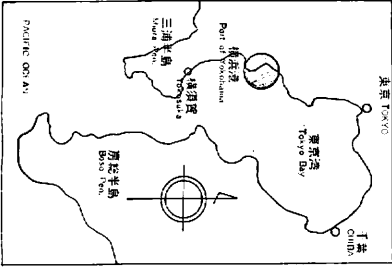 東京 TOKYO
千葉
CHIBA
東京湾
Tokyo Bay
横浜港
Port of Yokohama
横須賀
Yokosuka
三浦半島
Miura Pen.
房総半島
Boso Pen.
PACIFIC OCEAN